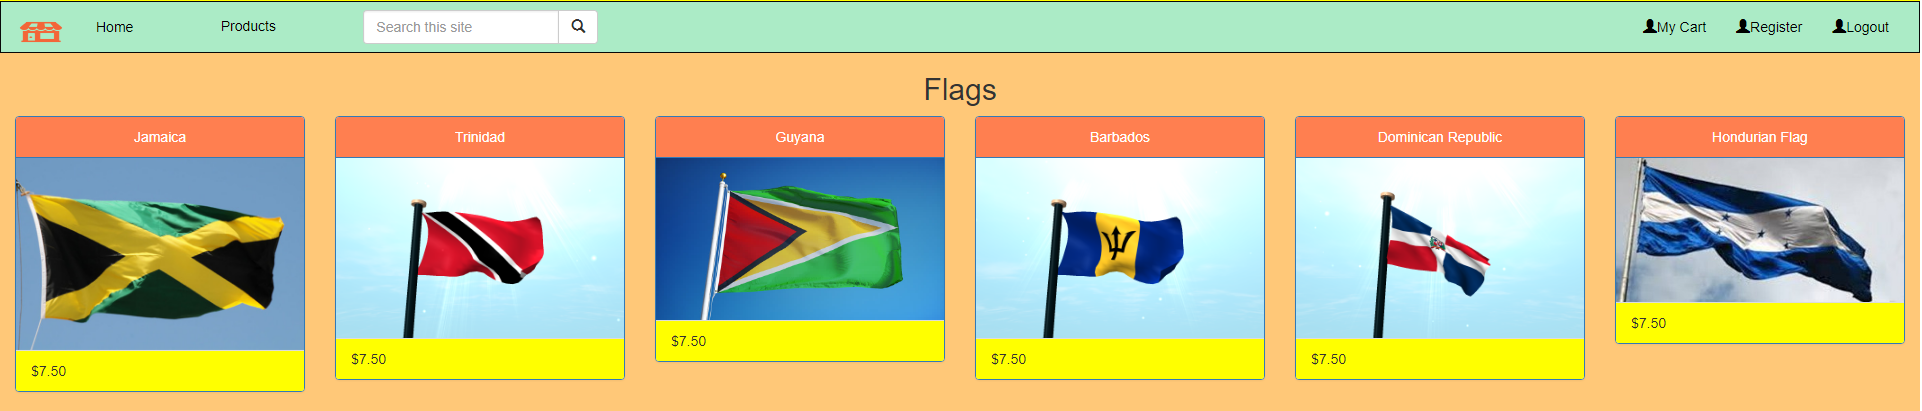 Home
Products
Search this site
My Cart
Register
Logout
Flags
Jamaica
Trinidad
Guyana
Barbados
Dominican Republic
Hondurian Flag
$7.50
$7.50
$7.50
$7.50
$7.50
$7.50